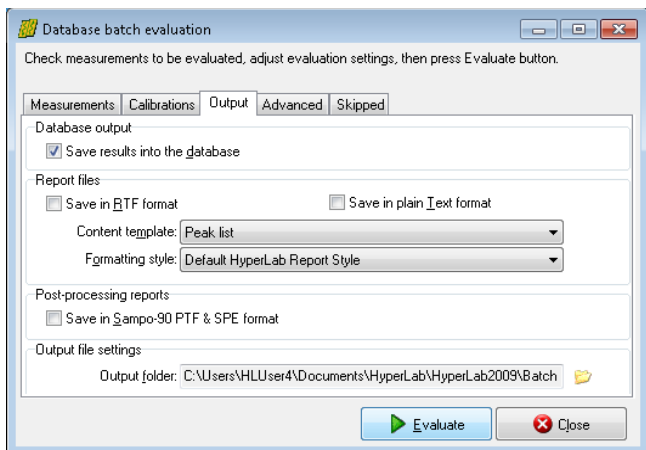 Database batch evaluation
Check measurements to be evaluated, adjust evaluation settings, then press Evaluate button.
Measurements Calibrations Output Advanced Skipped
Database output
Save results into the database
Report files
Save in RTF format Save in plain Text format
Content template: Peak list
Formatting style: Default HyperLab Report Style
Post-processing reports
Save in Sampo-90 PTF & SPE format
Output file settings
Output folder: C:\Users\HLUser4\Documents\HyperLab\HyperLab2009\Batch
Evaluate Close